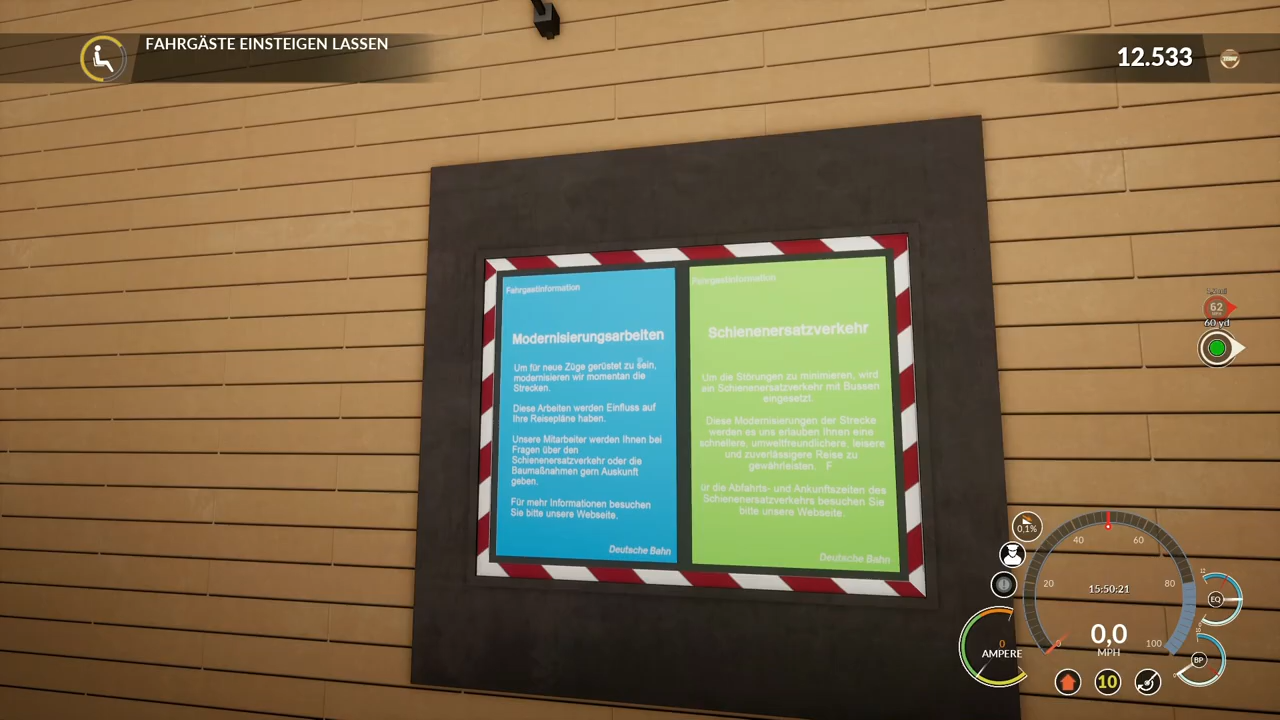 FAHRGÄSTE EINSTEIGEN LASSEN
12.533
Fahrgastinformation
Modernisierungsarbeiten
Um für neue Züge gerüstet zu sein,
modernisieren wir momentan die
Strecken.
Diese Arbeiten werden Einfluss auf
Ihre Reisepläne haben.
Unsere Mitarbeiter werden Ihnen bei
Fragen über den
Schienenersatzverkehr oder die
Baumaßnahmen gern Auskunft
geben.
Für mehr Informationen besuchen
Sie bitte unsere Webseite.
Deutsche Bahn
Fahrgastinformation
Schienenersatzverkehr
Um die Störungen zu minimieren, wird
ein Schienenersatzverkehr mit Bussen
eingesetzt.
Diese Modernisierungen der Strecke
werden es uns erlauben Ihnen eine
schnellere, umweltfreundlichere, leisere
und zuverlässigere Reise zu
gewährleisten. F
ür die Abfahrts- und Ankunftszeiten des
Schienenersatzverkehrs besuchen Sie
bitte unsere Webseite.
Deutsche Bahn
62
60 yd
0,1%
40
60
20
80
15:50:21
0
100
0,0
MPH
0
AMPERE
EQ
BP
10